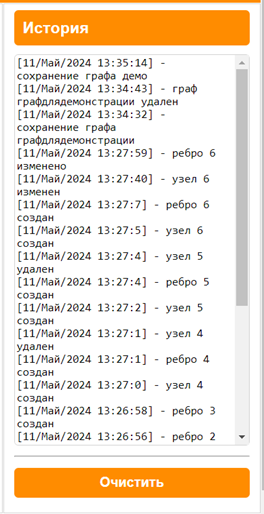 История
[11/Май/2024 13:35:14] -
сохранение графа демо
[11/Май/2024 13:34:43] - граф
графдлядемонстрации удален
[11/Май/2024 13:34:32] -
сохранение графа
графдлядемонстрации
[11/Май/2024 13:27:59] - ребро 6
изменено
[11/Май/2024 13:27:40] - узел 6
изменен
[11/Май/2024 13:27:7] - ребро 6
создан
[11/Май/2024 13:27:5] - узел 6
создан
[11/Май/2024 13:27:4] - узел 5
удален
[11/Май/2024 13:27:4] - ребро 5
создан
[11/Май/2024 13:27:2] - узел 5
создан
[11/Май/2024 13:27:1] - узел 4
удален
[11/Май/2024 13:27:1] - ребро 4
создан
[11/Май/2024 13:27:0] - узел 4
создан
[11/Май/2024 13:26:58] - ребро 3
создан
[11/Май/2024 13:26:56] - ребро 2
Очистить